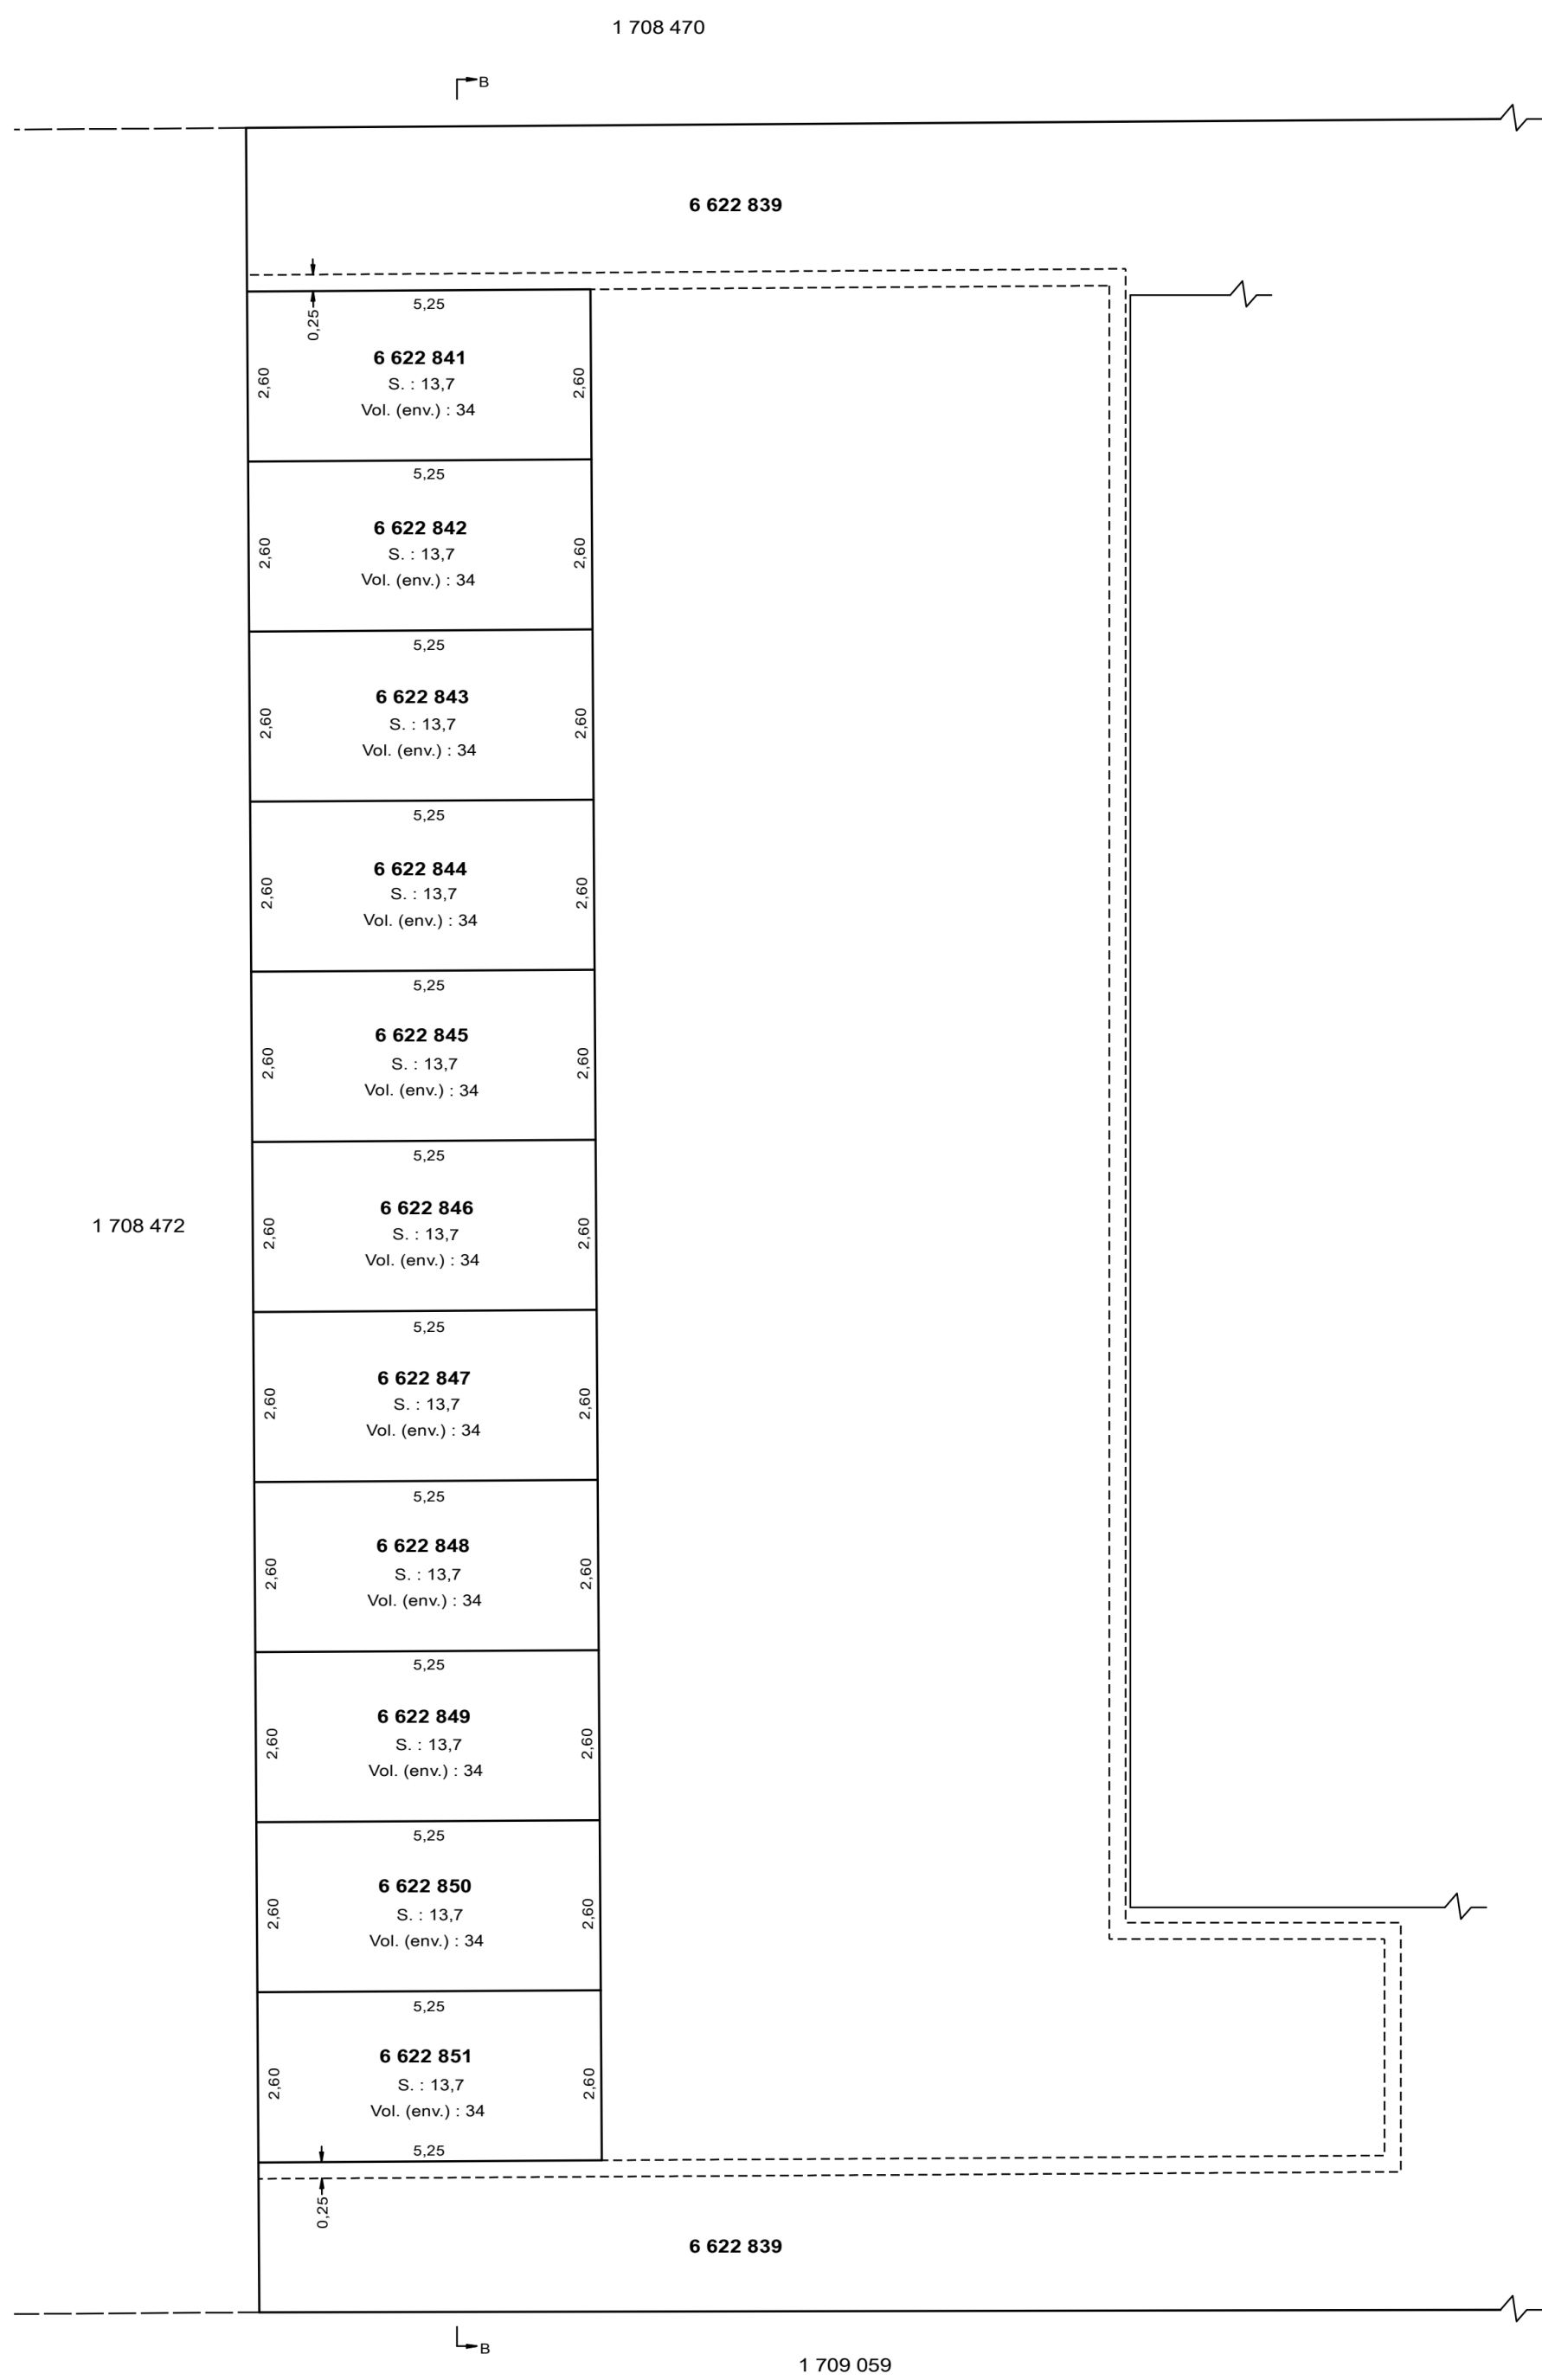 1 708 470
B
6 622 839
0,25
5,25
2,60
6 622 841
S. : 13,7
Vol. (env.) : 34
2,60
5,25
2,60
6 622 842
S. : 13,7
Vol. (env.) : 34
2,60
5,25
2,60
6 622 843
S. : 13,7
Vol. (env.) : 34
2,60
5,25
2,60
6 622 844
S. : 13,7
Vol. (env.) : 34
2,60
5,25
2,60
6 622 845
S. : 13,7
Vol. (env.) : 34
2,60
5,25
1 708 472
2,60
6 622 846
S. : 13,7
Vol. (env.) : 34
2,60
5,25
2,60
6 622 847
S. : 13,7
Vol. (env.) : 34
2,60
5,25
2,60
6 622 848
S. : 13,7
Vol. (env.) : 34
2,60
5,25
2,60
6 622 849
S. : 13,7
Vol. (env.) : 34
2,60
5,25
2,60
6 622 850
S. : 13,7
Vol. (env.) : 34
2,60
5,25
2,60
6 622 851
S. : 13,7
Vol. (env.) : 34
2,60
5,25
0,25
6 622 839
B
1 709 059